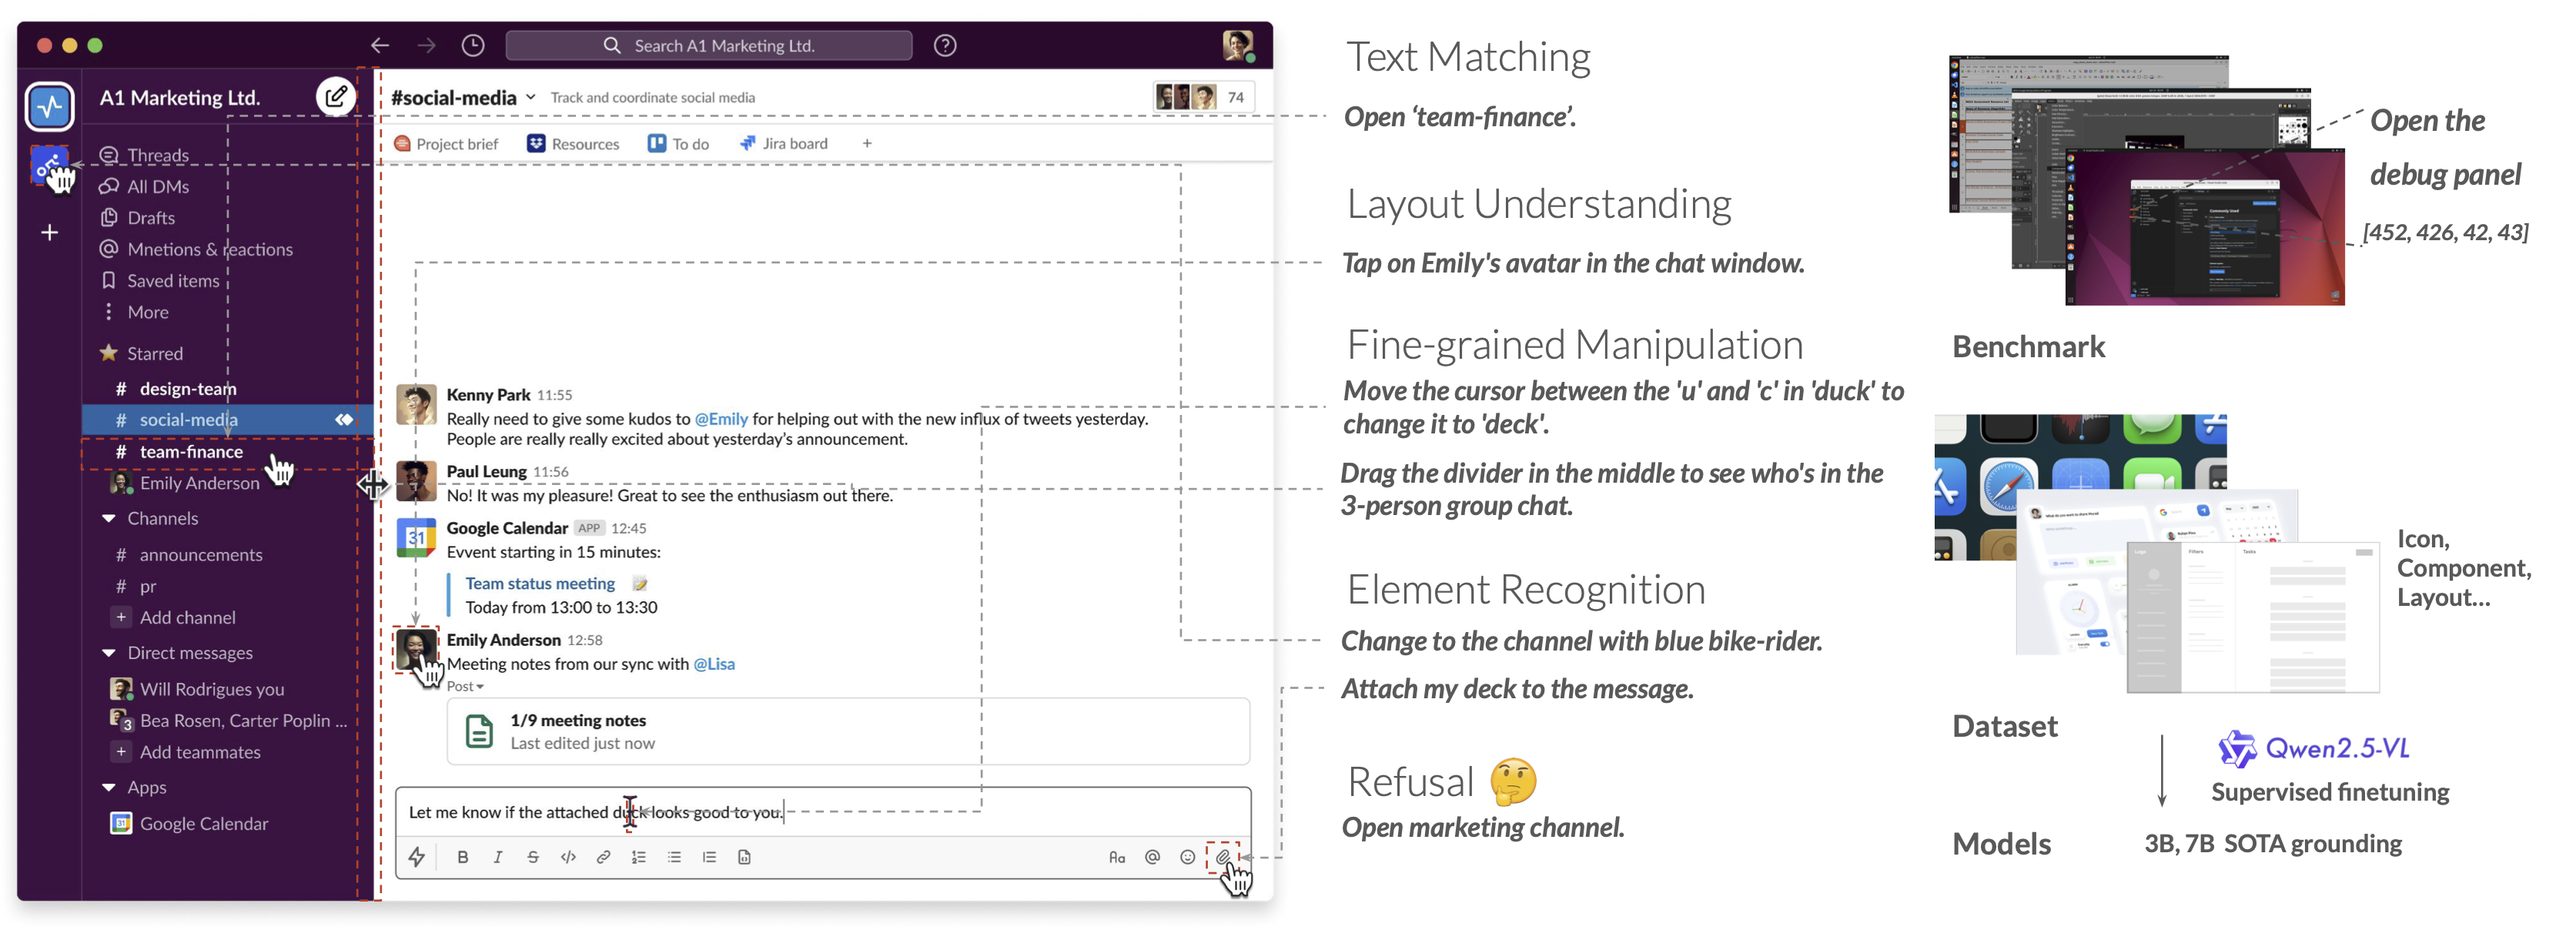 Search A1 Marketing Ltd.
A1 Marketing Ltd.
Threads
All DMs
Drafts
Mnetions & reactions
Saved items
More
Starred
# design-team
# social-media
# team-finance
Emily Anderson
Channels
# announcements
# pr
+ Add channel
Direct messages
Will Rodrigues you
3 Bea Rosen, Carter Poplin ...
+ Add teammates
Apps
31 Google Calendar
#social-media Track and coordinate social media 74
Project brief Resources To do Jira board +
Kenny Park 11:55
Really need to give some kudos to @Emily for helping out with the new influx of tweets yesterday.
People are really really excited about yesterday's announcement.
Paul Leung 11:56
No! It was my pleasure! Great to see the enthusiasm out there.
31 Google Calendar APP 12:45
Evvent starting in 15 minutes:
Team status meeting
Today from 13:00 to 13:30
Emily Anderson 12:58
Meeting notes from our sync with @Lisa
Post
1/9 meeting notes
Last edited just now
Let me know if the attached duck looks good to you.
B I S </> Aa @
Text Matching
Open ‘team-finance’.
Layout Understanding
Tap on Emily's avatar in the chat window.
Fine-grained Manipulation
Move the cursor between the 'u' and 'c' in 'duck' to
change it to 'deck'.
Drag the divider in the middle to see who's in the
3-person group chat.
Element Recognition
Change to the channel with blue bike-rider.
Attach my deck to the message.
Refusal 🤔
Open marketing channel.
Open the
debug panel
[452, 426, 42, 43]
Benchmark
Logo Filters Tasks
Icon,
Component,
Layout...
Dataset
Qwen2.5-VL
Supervised finetuning
Models
3B, 7B SOTA grounding